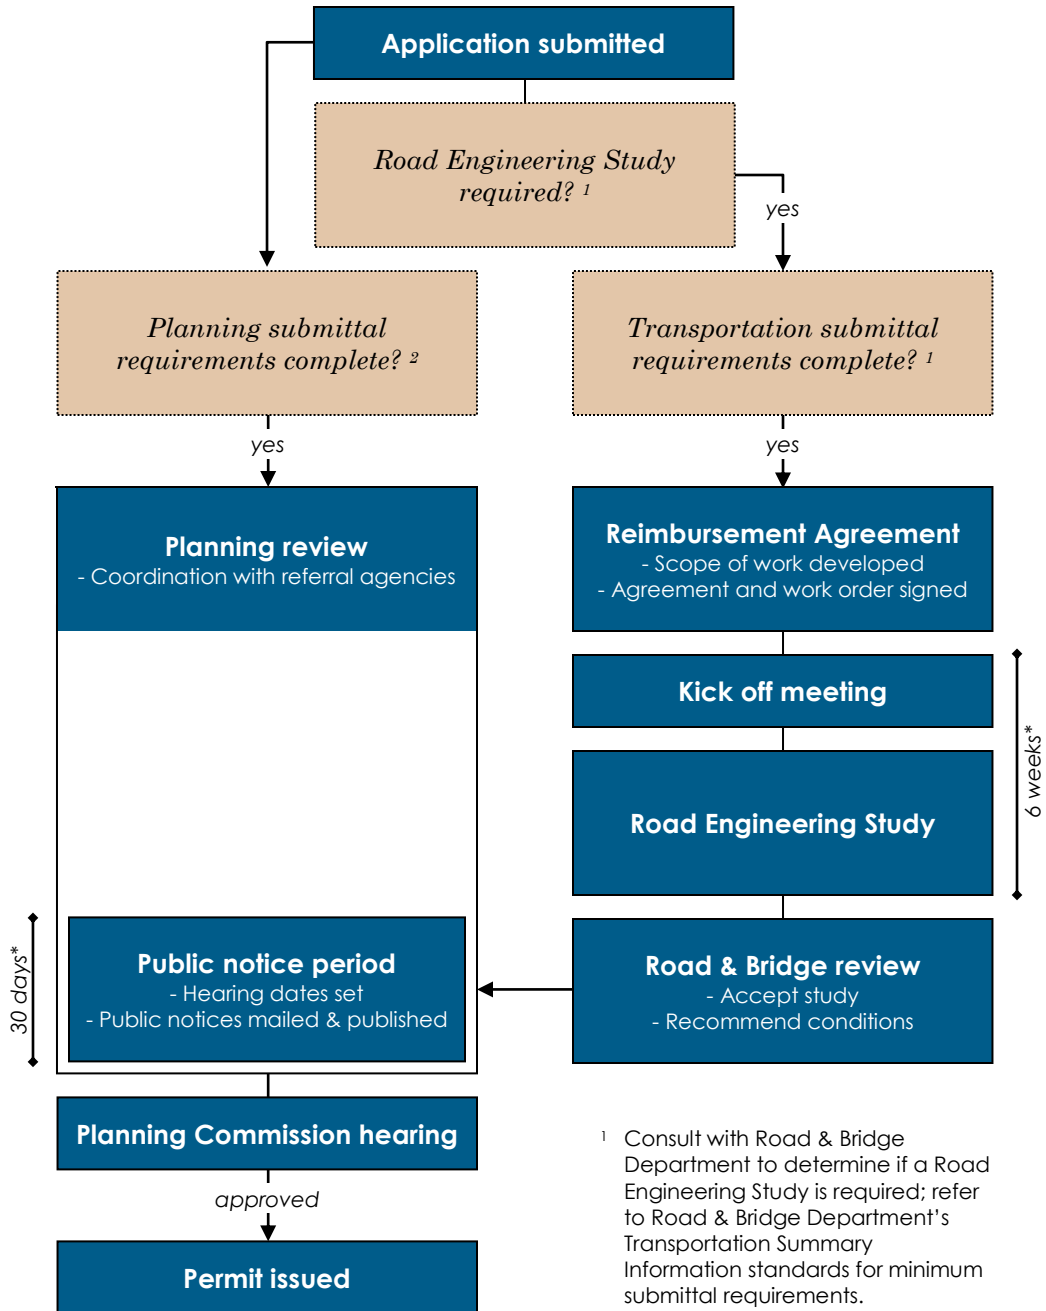 Application submitted
Road Engineering Study
required? 1
yes
Planning submittal
requirements complete? 2
Transportation submittal
requirements complete? 1
yes
yes
Planning review
- Coordination with referral agencies
Reimbursement Agreement
- Scope of work developed
- Agreement and work order signed
Kick off meeting
6 weeks*
Road Engineering Study
30 days*
Public notice period
- Hearing dates set
- Public notices mailed & published
Road & Bridge review
- Accept study
- Recommend conditions
Planning Commission hearing
approved
Permit issued
1 Consult with Road & Bridge
Department to determine if a Road
Engineering Study is required; refer
to Road & Bridge Department’s
Transportation Summary
Information standards for minimum
submittal requirements.